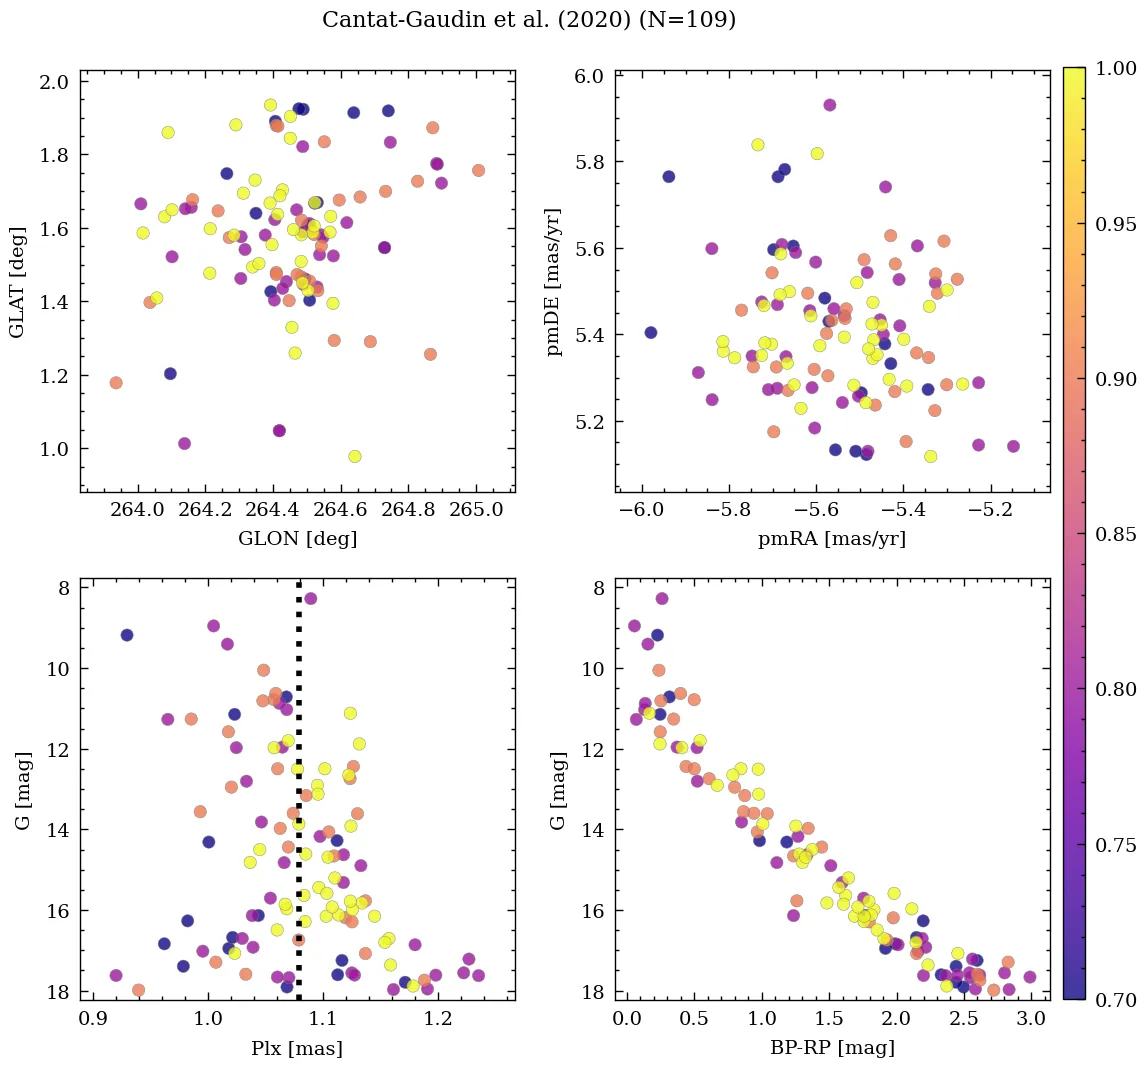 Cantat-Gaudin et al. (2020) (N=109)
2.0
1.8
1.6
1.4
1.2
1.0
GLAT [deg]
264.0 264.2 264.4 264.6 264.8 265.0
GLON [deg]
6.0
5.8
5.6
5.4
5.2
pmDE [mas/yr]
−6.0 −5.8 −5.6 −5.4 −5.2
pmRA [mas/yr]
8
10
12
14
16
18
G [mag]
0.9 1.0 1.1 1.2
Plx [mas]
8
10
12
14
16
18
G [mag]
0.0 0.5 1.0 1.5 2.0 2.5 3.0
BP-RP [mag]
1.00
0.95
0.90
0.85
0.80
0.75
0.70